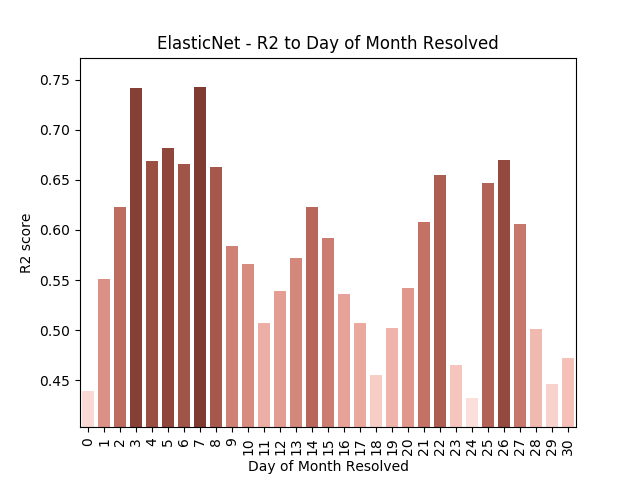 ElasticNet - R2 to Day of Month Resolved
0.75
0.70
0.65
0.60
0.55
0.50
0.45
R2 score
0 1 2 3 4 5 6 7 8 9 10 11 12 13 14 15 16 17 18 19 20 21 22 23 24 25 26 27 28 29 30
Day of Month Resolved